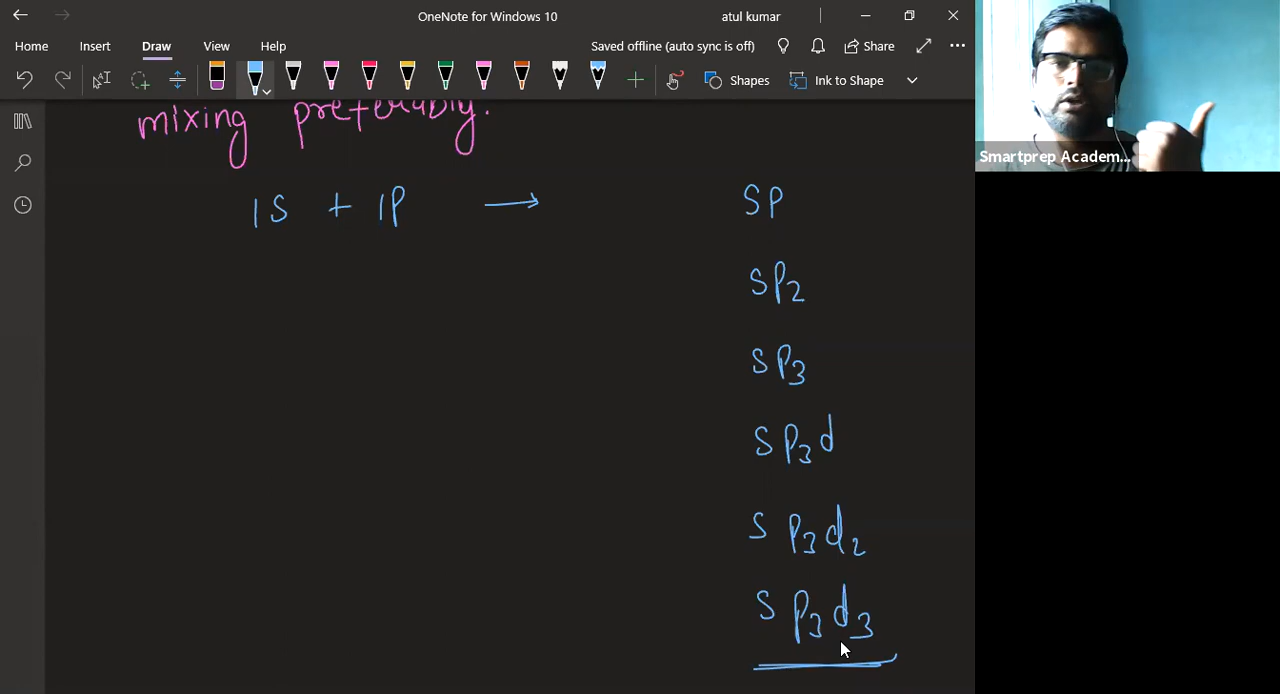 OneNote for Windows 10
atul kumar
Home Insert Draw View Help
Saved offline (auto sync is off)
Share
Shapes
Ink to Shape
Smartprep Academ...
mixing preferably.
1S + 1P → SP
SP2
SP3
SP3d
SP3d2
SP3d3